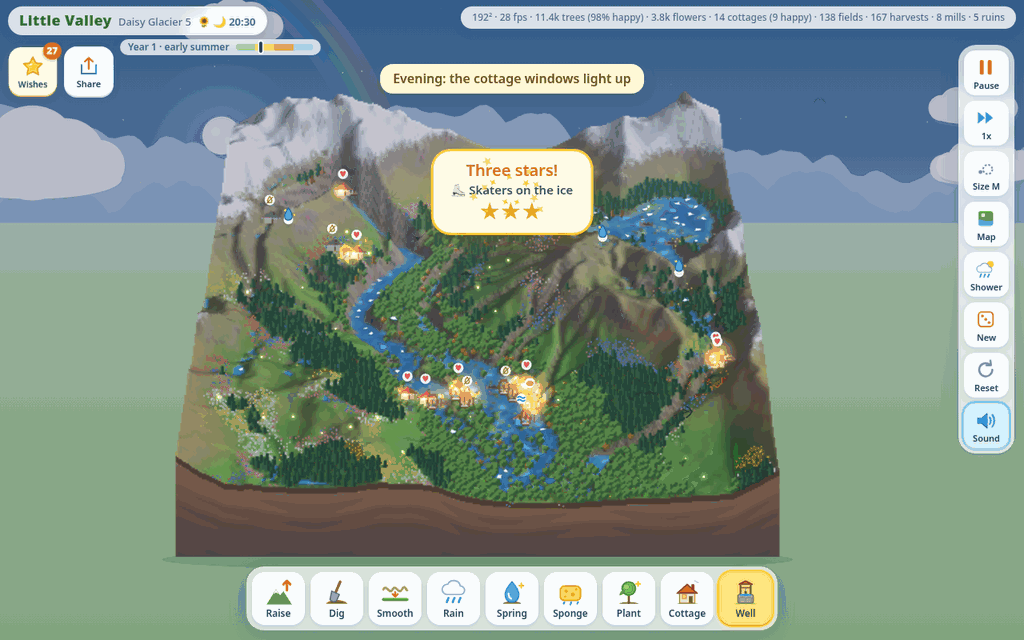 Little Valley Daisy Glacier 5 20:30
192² · 28 fps · 11.4k trees (98% happy) · 3.8k flowers · 14 cottages (9 happy) · 138 fields · 167 harvests · 8 mills · 5 ruins
Year 1 · early summer
27
Wishes
Share
Evening: the cottage windows light up
Three stars!
Skaters on the ice
Pause
1x
Size M
Map
Shower
New
Reset
Sound
Raise
Dig
Smooth
Rain
Spring
Sponge
Plant
Cottage
Well